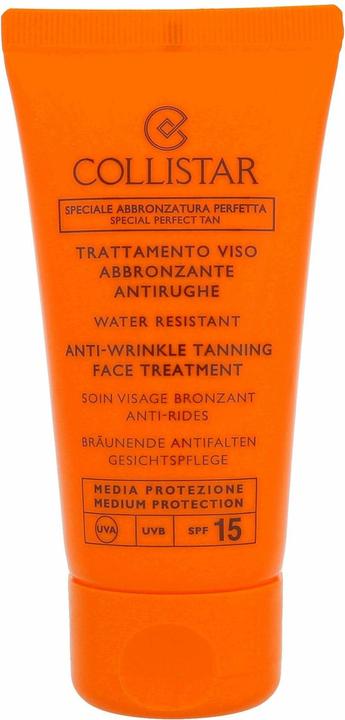 COLLISTAR
SPECIALE ABBRONZATURA PERFETTA
SPECIAL PERFECT TAN
TRATTAMENTO VISO
ABBRONZANTE
ANTIRUGHE
WATER RESISTANT
ANTI-WRINKLE TANNING
FACE TREATMENT
SOIN VISAGE BRONZANT
ANTI-RIDES
BRÄUNENDE ANTIFALTEN
GESICHTSPFLEGE
MEDIA PROTEZIONE
MEDIUM PROTECTION
UVA UVB SPF 15